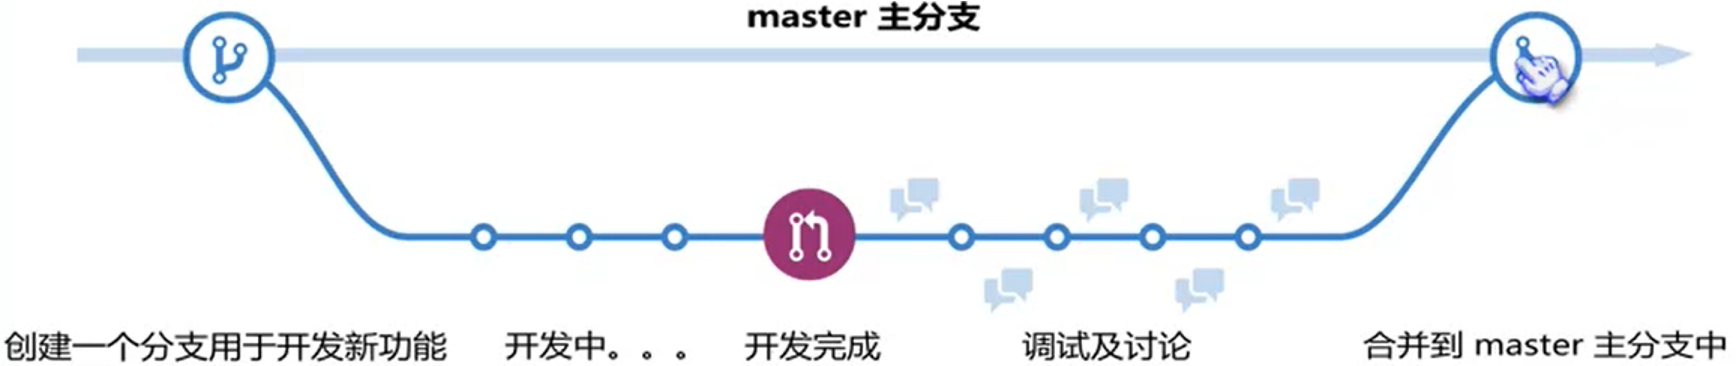 master 主分支
创建一个分支用于开发新功能
开发中。。。
开发完成
调试及讨论
合并到 master 主分支中